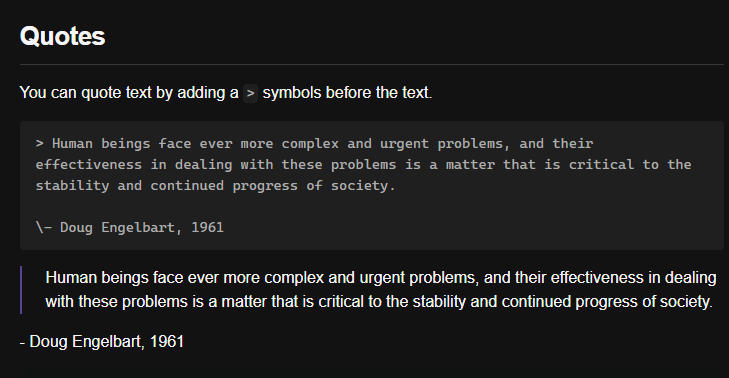 Quotes
You can quote text by adding a > symbols before the text.
> Human beings face ever more complex and urgent problems, and their
effectiveness in dealing with these problems is a matter that is critical to the
stability and continued progress of society.
\- Doug Engelbart, 1961
Human beings face ever more complex and urgent problems, and their effectiveness in dealing
with these problems is a matter that is critical to the stability and continued progress of society.
- Doug Engelbart, 1961